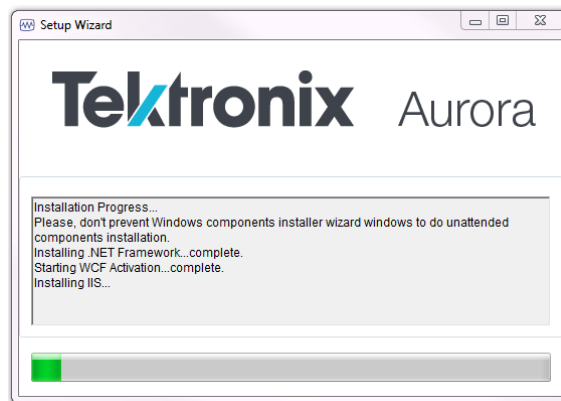 Setup Wizard
Tektronix Aurora
Installation Progress...
Please, don't prevent Windows components installer wizard windows to do unattended
components installation.
Installing .NET Framework...complete.
Starting WCF Activation...complete.
Installing IIS...